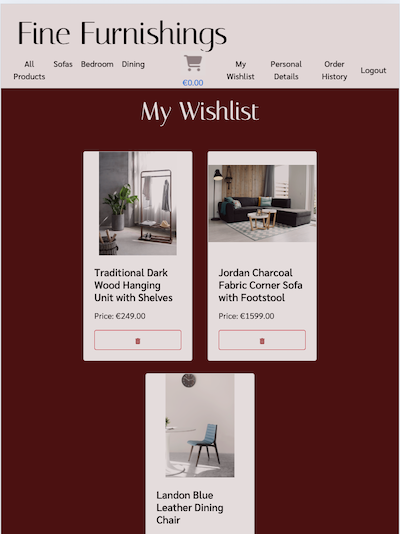 Fine Furnishings
All Products
Sofas
Bedroom
Dining
€0.00
My Wishlist
Personal Details
Order History
Logout
My Wishlist
Traditional Dark
Wood Hanging
Unit with Shelves
Price: €249.00
Jordan Charcoal
Fabric Corner Sofa
with Footstool
Price: €1599.00
Landon Blue
Leather Dining
Chair